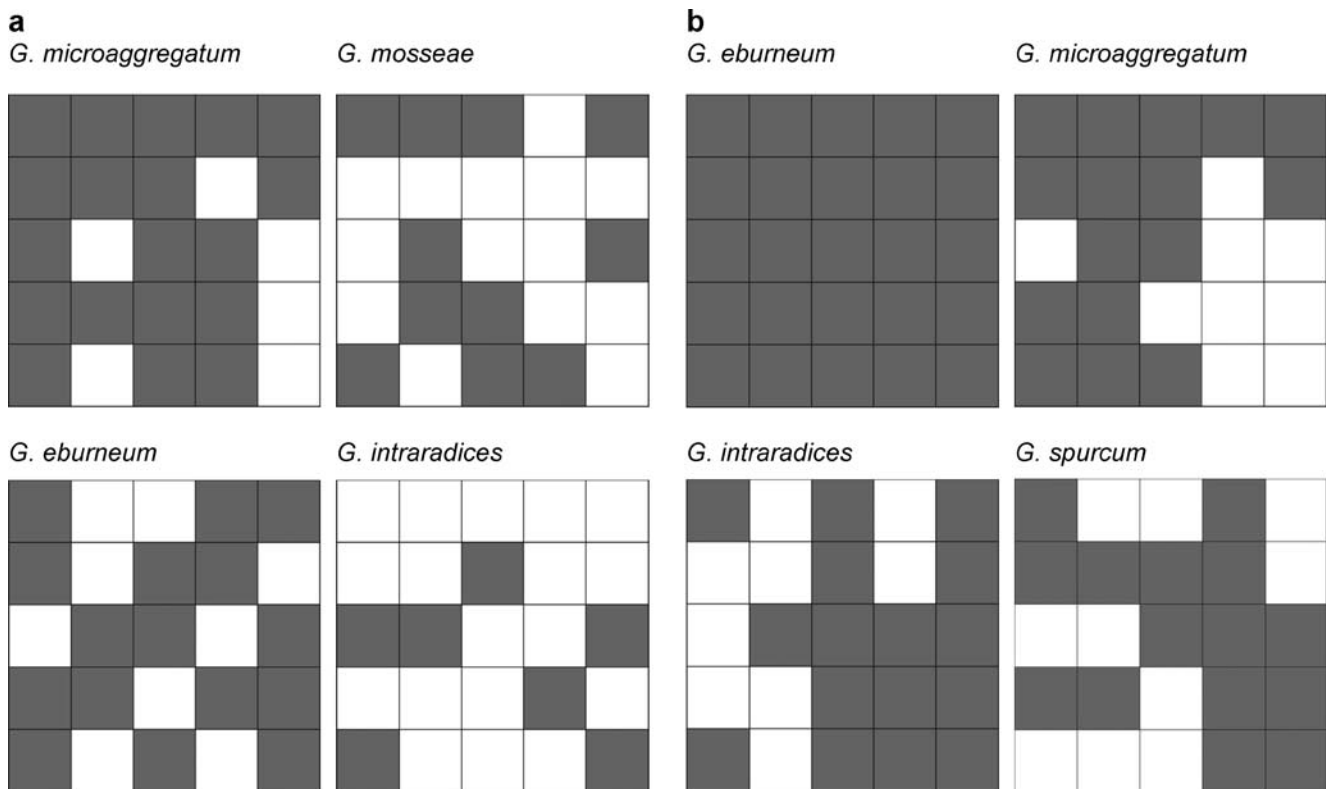 a
G. microaggregatum
G. mosseae
G. eburneum
G. intraradices
b
G. eburneum
G. microaggregatum
G. intraradices
G. spurcum